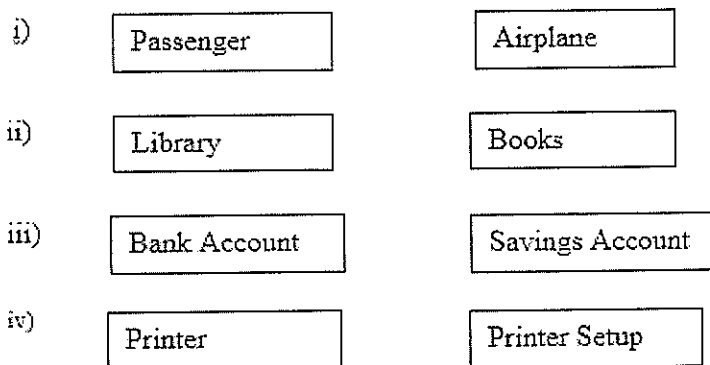 i) Passenger Airplane
ii) Library Books
iii) Bank Account Savings Account
iv) Printer Printer Setup